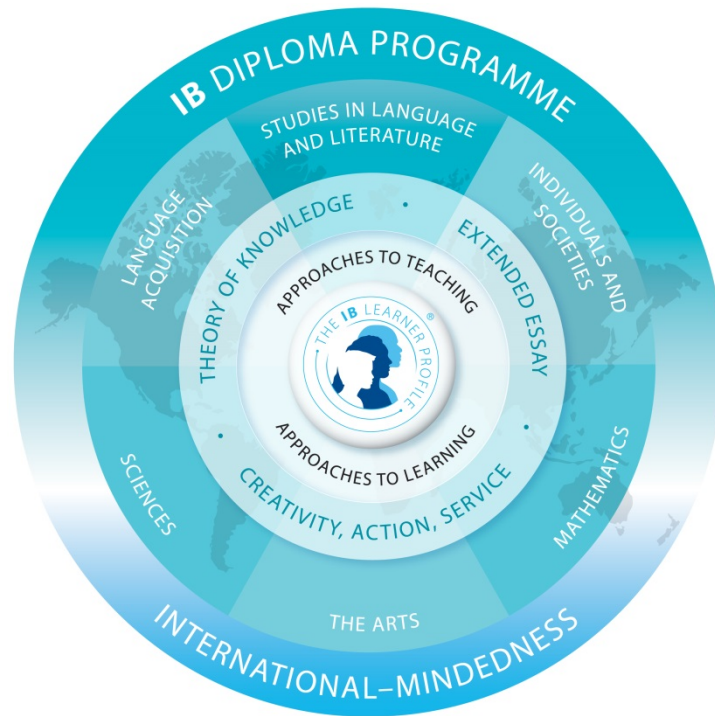 IB DIPLOMA PROGRAMME
STUDIES IN LANGUAGE
AND LITERATURE
LANGUAGE
ACQUISITION
INDIVIDUALS AND
SOCIETIES
THEORY OF KNOWLEDGE
EXTENDED ESSAY
APPROACHES TO TEACHING
THE IB LEARNER PROFILE ®
APPROACHES TO LEARNING
CREATIVITY, ACTION, SERVICE
SCIENCES
MATHEMATICS
THE ARTS
INTERNATIONAL–MINDEDNESS